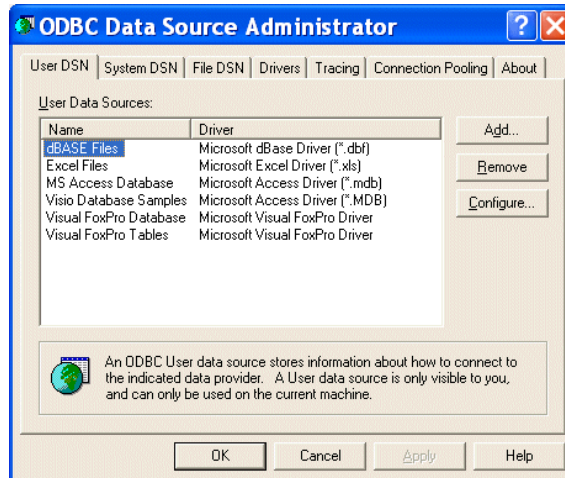 ODBC Data Source Administrator
User DSN System DSN File DSN Drivers Tracing Connection Pooling About
User Data Sources:
Name Driver
dBASE Files Microsoft dBase Driver (*.dbf)
Excel Files Microsoft Excel Driver (*.xls)
MS Access Database Microsoft Access Driver (*.mdb)
Visio Database Samples Microsoft Access Driver (*.MDB)
Visual FoxPro Database Microsoft Visual FoxPro Driver
Visual FoxPro Tables Microsoft Visual FoxPro Driver
Add...
Remove
Configure...
An ODBC User data source stores information about how to connect to
the indicated data provider. A User data source is only visible to you,
and can only be used on the current machine.
OK Cancel Apply Help